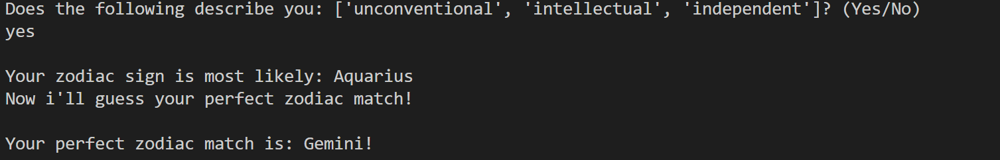 Does the following describe you: ['unconventional', 'intellectual', 'independent']? (Yes/No)
yes
Your zodiac sign is most likely: Aquarius
Now i'll guess your perfect zodiac match!
Your perfect zodiac match is: Gemini!